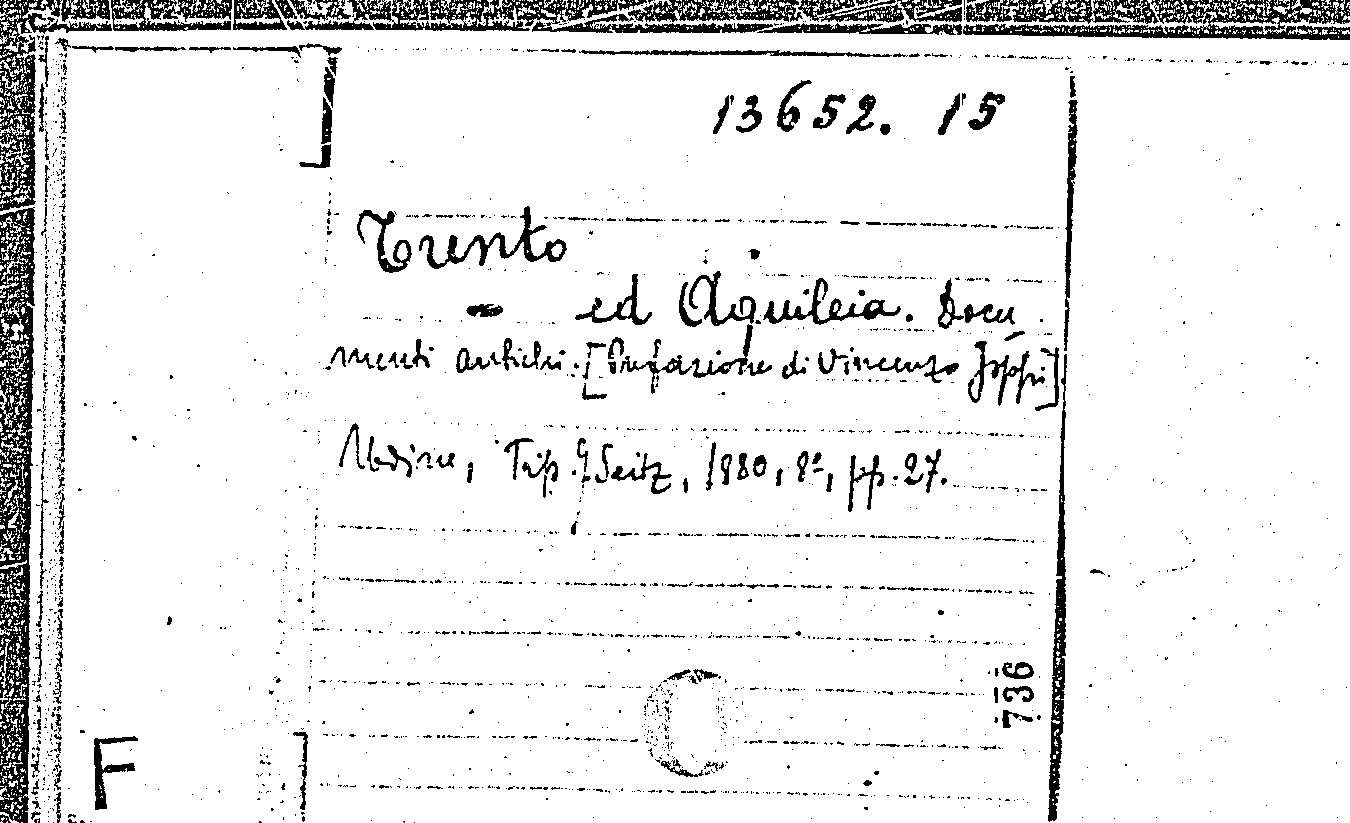 13652. 15
Trento
- ed Aquileia. Docu
menti antichi. [Prefazione di Vincenzo Joppi]
Udine, Tip. G. Seitz, 1880, 8º, pp. 27.
736
F